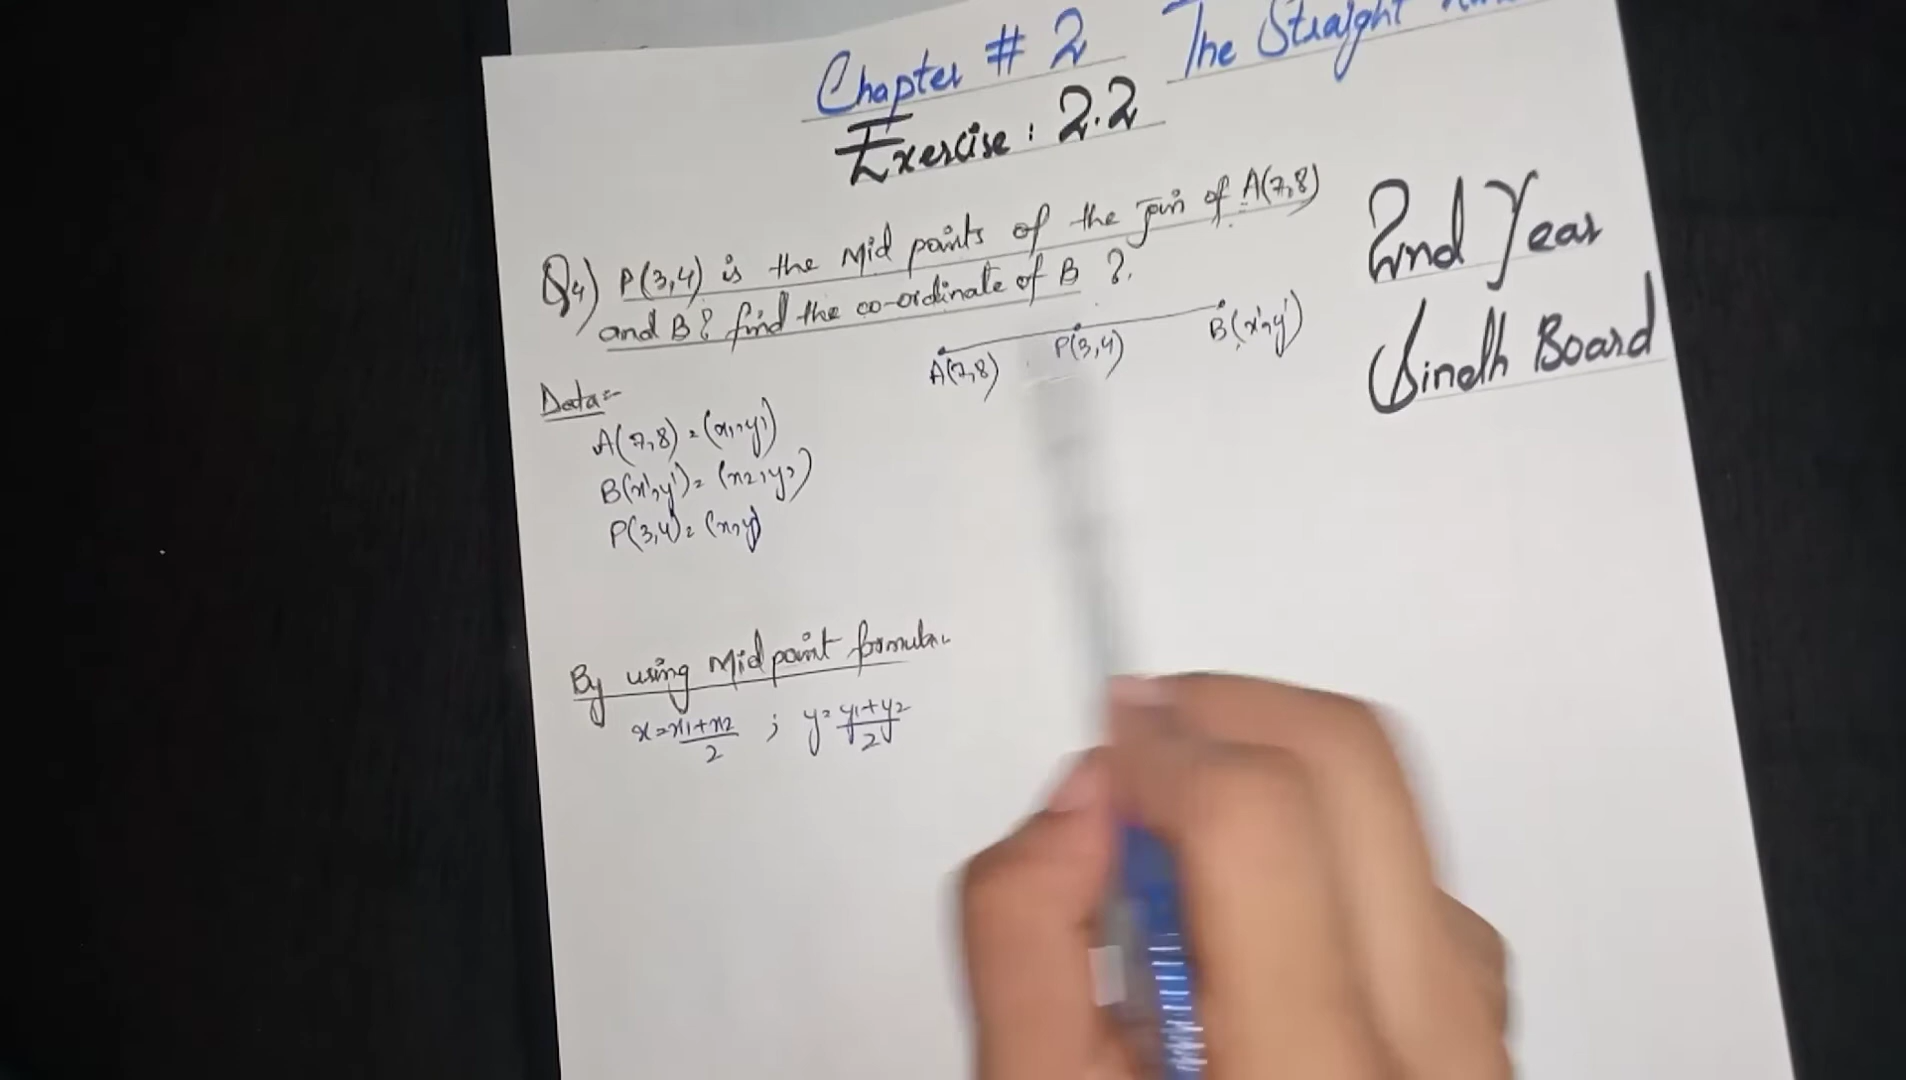 Chapter # 2 The Straight
Exercise : 2.2
Q4) P(3,4) is the Mid points of the join of A(7,8)
and B? find the co-ordinate of B ?.
A(7,8) P(3,4) B(x',y')
2nd Year
Sindh Board
Data:-
A(7,8) = (x1,y1)
B(x',y') = (x2,y2)
P(3,4) = (x,y)
By using Mid point formula.
x = x1+x2/2 ; y = y1+y2/2